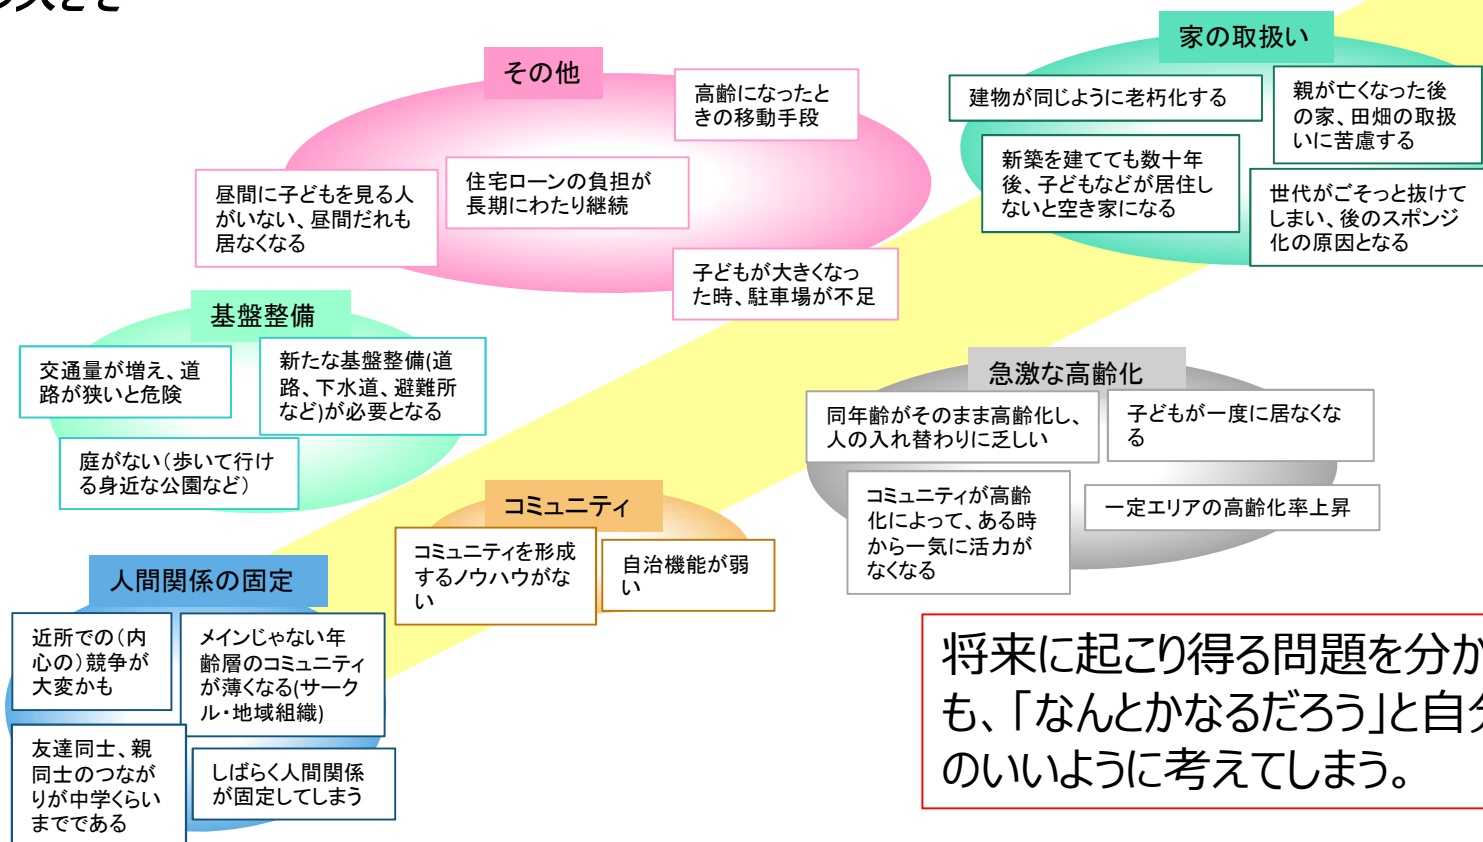 の大きさ
その他
高齢になったと
きの移動手段
昼間に子どもを見る人
がいない、昼間だれも
居なくなる
住宅ローンの負担が
長期にわたり継続
子どもが大きくなっ
た時、駐車場が不足
家の取扱い
建物が同じように老朽化する
親が亡くなった後
の家、田畑の取扱
いに苦慮する
新築を建てても数十年
後、子どもなどが居住し
ないと空き家になる
世代がごそっと抜けて
しまい、後のスポンジ
化の原因となる
基盤整備
交通量が増え、道
路が狭いと危険
新たな基盤整備(道
路、下水道、避難所
など)が必要となる
庭がない（歩いて行け
る身近な公園など）
急激な高齢化
同年齢がそのまま高齢化し、
人の入れ替わりに乏しい
子どもが一度に居なくな
る
コミュニティが高齢
化によって、ある時
から一気に活力が
なくなる
一定エリアの高齢化率上昇
コミュニティ
コミュニティを形成
するノウハウがな
い
自治機能が弱
い
人間関係の固定
近所での（内
心の）競争が
大変かも
メインじゃない年
齢層のコミュニティ
が薄くなる(サーク
ル・地域組織)
友達同士、親
同士のつなが
りが中学くらい
までである
しばらく人間関係
が固定してしまう
将来に起こり得る問題を分か
も、「なんとかなるだろう」と自分
のいいように考えてしまう。